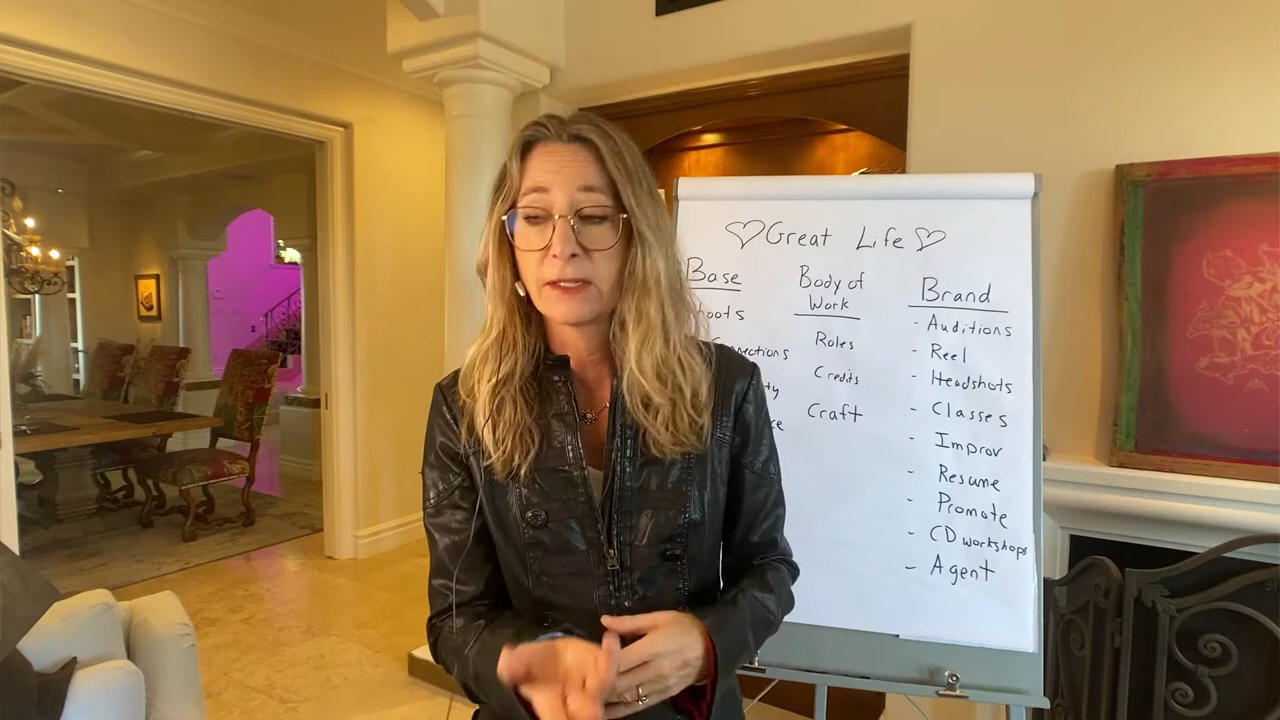 Great Life
Base
Body of
Work
Brand
Roles
Credits
Craft
- Auditions
- Reel
- Headshots
- Classes
- Improv
- Resume
- Promote
- CD workshops
- Agent